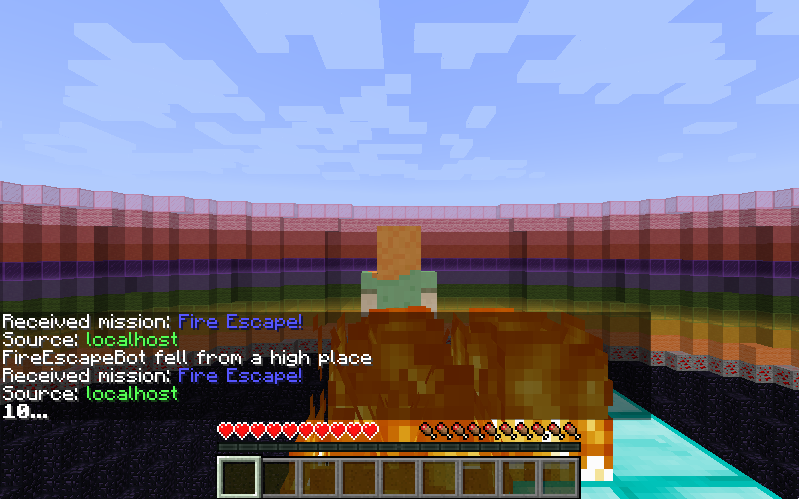 Received mission: Fire Escape!
Source: localhost
FireEscapeBot fell from a high place
Received mission: Fire Escape!
Source: localhost
10...